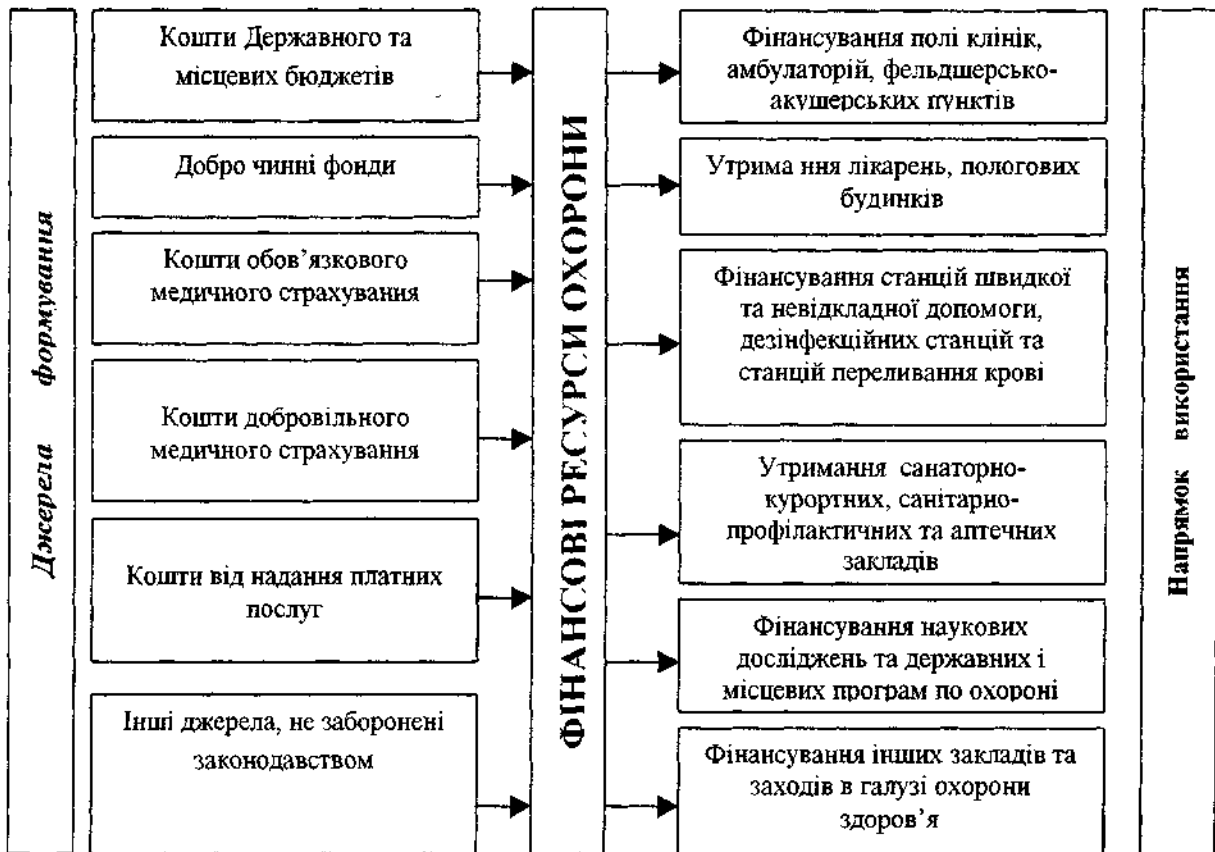 Джерела формування
Кошти Державного та
місцевих бюджетів
Добро чинні фонди
Кошти обов’язкового
медичного страхування
Кошти добровільного
медичного страхування
Кошти від надання платних
послуг
Інші джерела, не заборонені
законодавством
ФІНАНСОВІ РЕСУРСИ ОХОРОНИ
Фінансування полі клінік,
амбулаторій, фельдшерсько-
акушерських пунктів
Утрима ння лікарень, пологових
будинків
Фінансування станцій швидкої
та невідкладної допомоги,
дезінфекційних станцій та
станцій переливання крові
Утримання санаторно-
курортних, санітарно-
профілактичних та аптечних
закладів
Фінансування наукових
досліджень та державних і
місцевих програм по охороні
Фінансування інших закладів та
заходів в галузі охорони
здоров’я
Напрямок використання